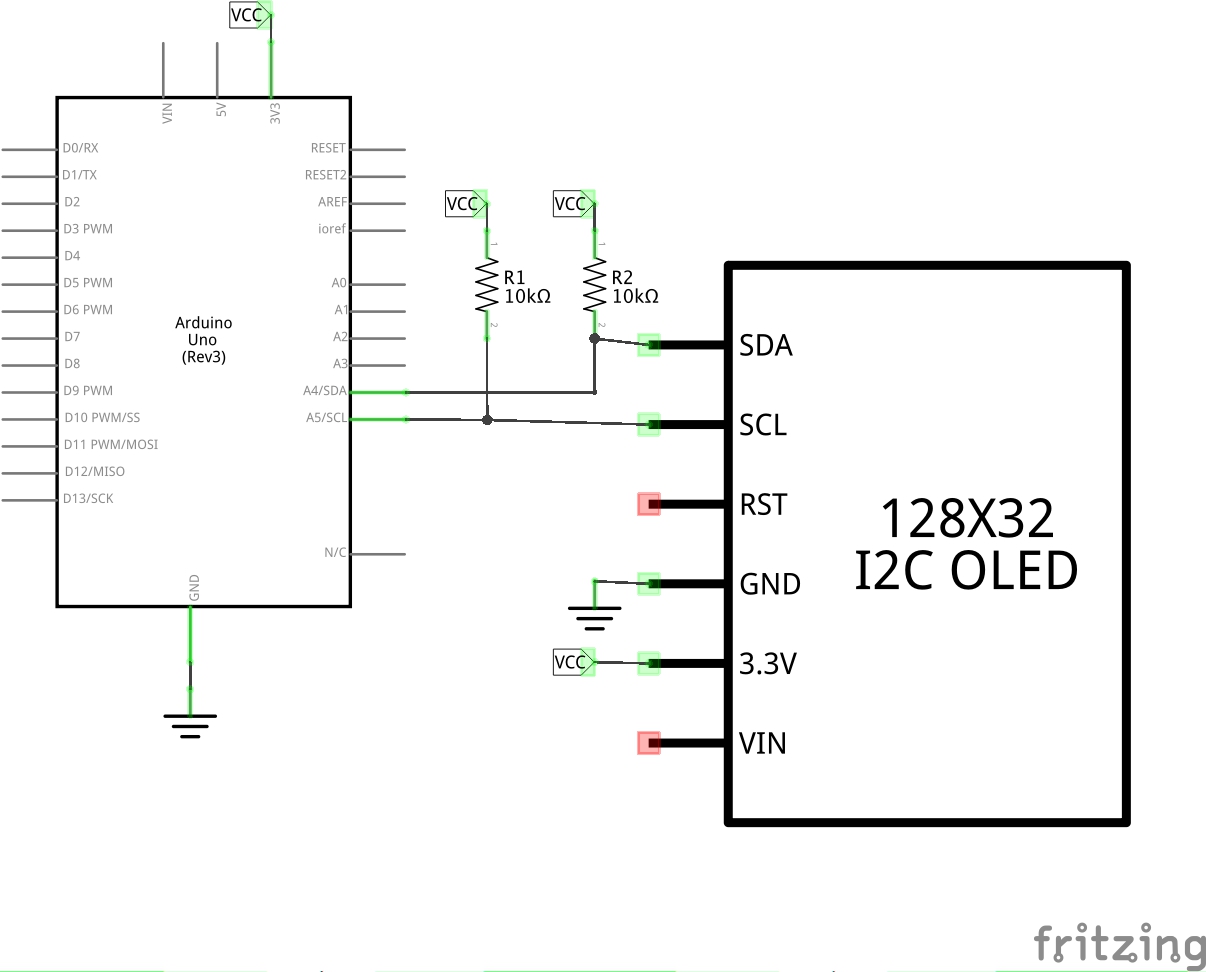 VCC
VIN
5V
3V3
D0/RX
D1/TX
D2
D3 PWM
D4
D5 PWM
D6 PWM
D7
D8
D9 PWM
D10 PWM/SS
D11 PWM/MOSI
D12/MISO
D13/SCK
Arduino
Uno
(Rev3)
RESET
RESET2
AREF
ioref
A0
A1
A2
A3
A4/SDA
A5/SCL
N/C
GND
VCC
1
R1
10kΩ
2
VCC
1
R2
10kΩ
2
VCC
SDA
SCL
RST
GND
3.3V
VIN
128X32
I2C OLED
fritzing